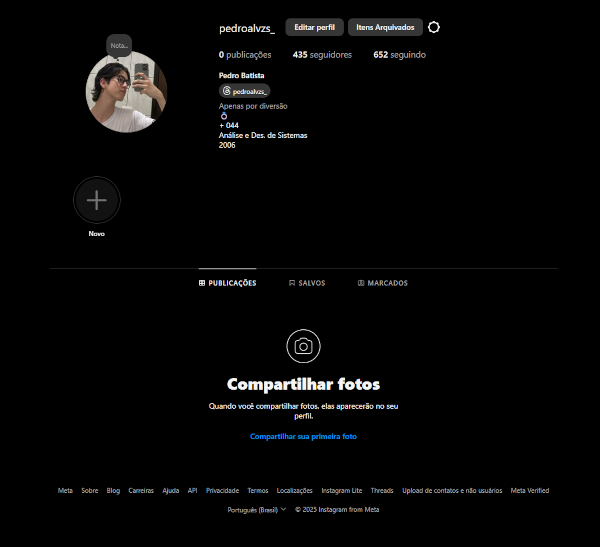 pedroalvzs_ Editar perfil Itens Arquivados
Nota...
0 publicações 435 seguidores 652 seguindo
Pedro Batista
pedroalvzs_
Apenas por diversão
+ 044
Análise e Des. de Sistemas
2006
Novo
PUBLICAÇÕES SALVOS MARCADOS
Compartilhar fotos
Quando você compartilhar fotos, elas aparecerão no seu
perfil.
Compartilhar sua primeira foto
Meta Sobre Blog Carreiras Ajuda API Privacidade Termos Localizações Instagram Lite Threads Upload de contatos e não usuários Meta Verified
Português (Brasil) © 2025 Instagram from Meta